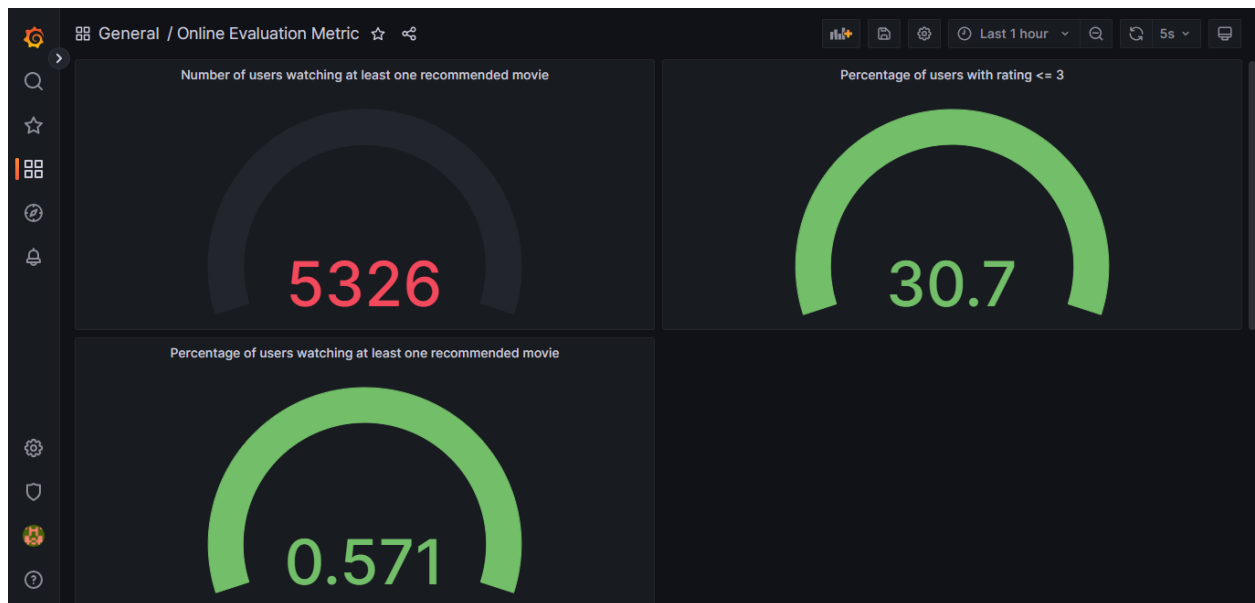 General / Online Evaluation Metric
Last 1 hour
5s
Number of users watching at least one recommended movie
5326
Percentage of users with rating <= 3
30.7
Percentage of users watching at least one recommended movie
0.571